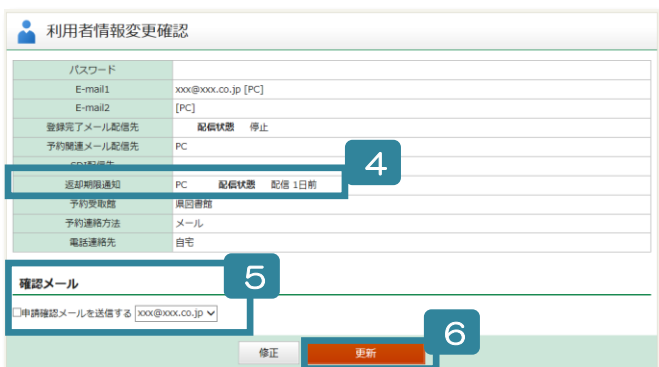 利用者情報変更確認
パスワード
E-mail1 xxx@xxx.co.jp [PC]
E-mail2 [PC]
登録完了メール配信先 配信状態 停止
予約関連メール配信先 PC
4
返却期限通知 PC 配信状態 配信 1日前
予約受取館 県図書館
予約連絡方法 メール
電話連絡先 自宅
5
確認メール
申請確認メールを送信する xxx@xxx.co.jp
6
修正 更新